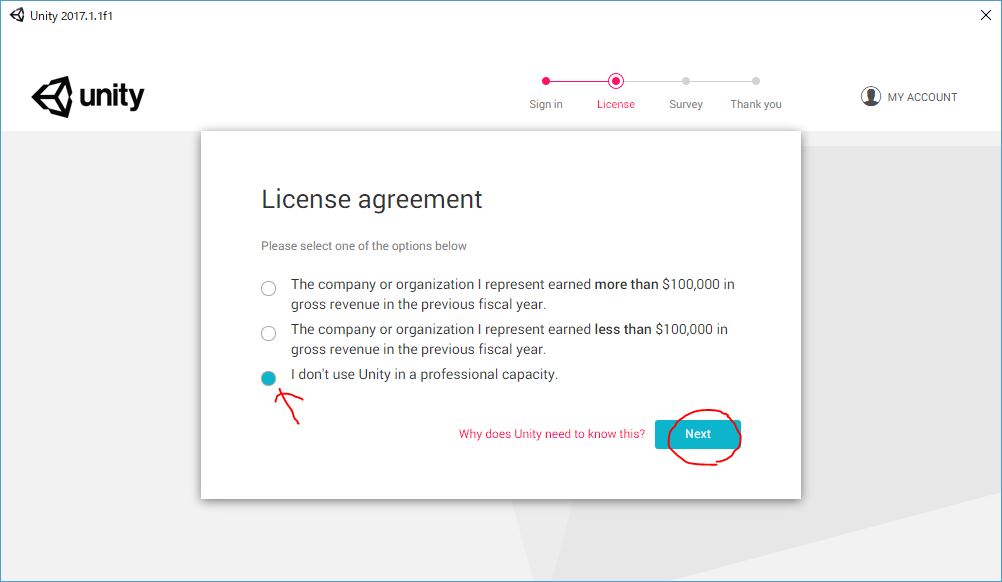 Unity 2017.1.1f1
unity
Sign in
License
Survey
Thank you
MY ACCOUNT
License agreement
Please select one of the options below
The company or organization I represent earned more than $100,000 in
gross revenue in the previous fiscal year.
The company or organization I represent earned less than $100,000 in
gross revenue in the previous fiscal year.
I don't use Unity in a professional capacity.
Why does Unity need to know this?
Next